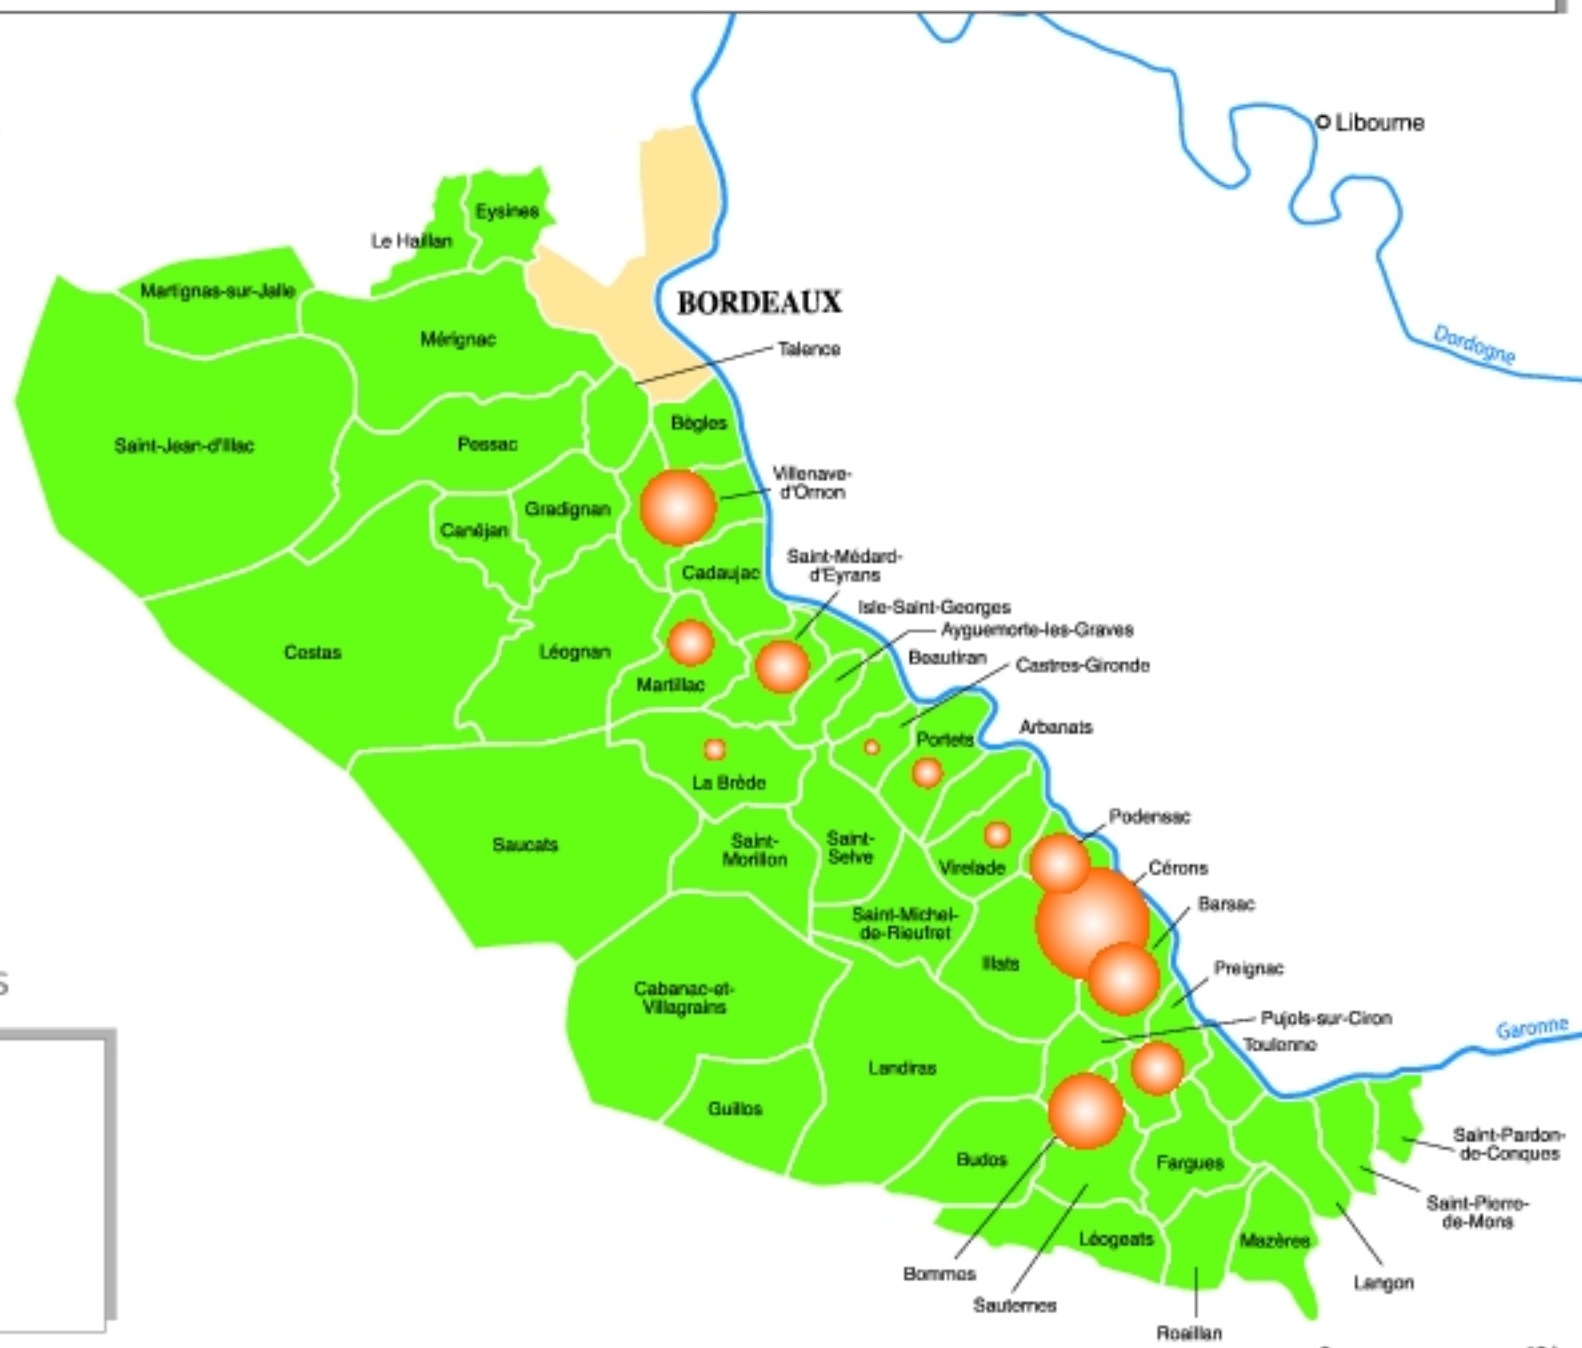 Libourne
Eysines
Le Haillan
Martignas-sur-Jalle
BORDEAUX
Mérignac
Dordogne
Talence
Bègles
Saint-Jean-d'Illac
Pessac
Villenave-
d'Ornon
Gradignan
Canéjan
Saint-Médard-
d'Eyrans
Cadaujac
Isle-Saint-Georges
Ayguemorte-les-Graves
Cestas
Léognan
Beautiran
Castres-Gironde
Martillac
Arbanats
Portets
La Brède
Podensac
Saucats
Saint-
Morillon
Saint-
Selve
Virelade
Cérons
Barsac
Saint-Michel-
de-Rieufret
Illats
Preignac
S
Cabanac-et-
Villagrains
Pujols-sur-Ciron
Garonne
Toulenne
Landiras
Guillos
Saint-Pardon-
de-Conques
Budos
Fargues
Saint-Pierre-
de-Mons
Léogeats
Mazères
Bommes
Langon
Sauternes
Roaillan